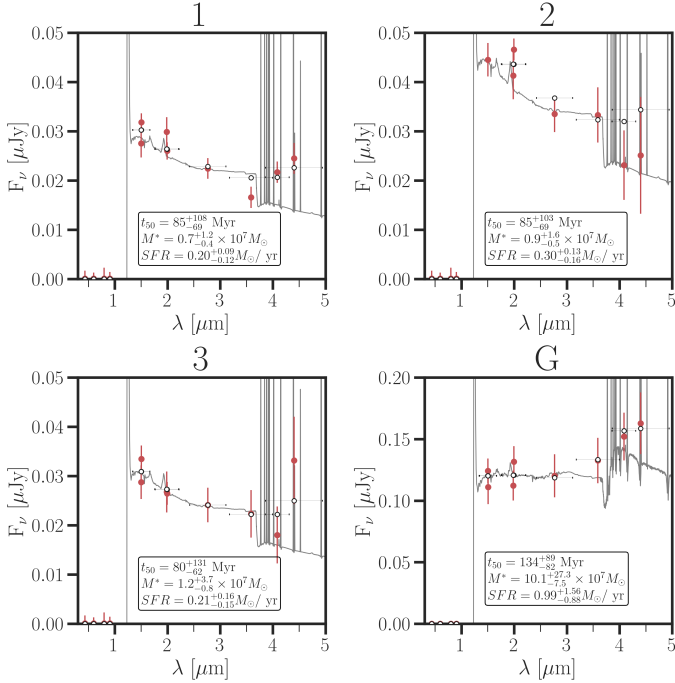 1
0.05
0.04
0.03
0.02
0.01
0.00
F_ν [μJy]
t_50 = 85^{+108}_{-69} Myr
M* = 0.7^{+1.2}_{-0.4} × 10^7 M_⊙
SFR = 0.20^{+0.09}_{-0.12} M_⊙/ yr
1 2 3 4 5
λ [μm]
2
0.05
0.04
0.03
0.02
0.01
0.00
F_ν [μJy]
t_50 = 85^{+103}_{-69} Myr
M* = 0.9^{+1.6}_{-0.5} × 10^7 M_⊙
SFR = 0.30^{+0.13}_{-0.16} M_⊙/ yr
1 2 3 4 5
λ [μm]
3
0.05
0.04
0.03
0.02
0.01
0.00
F_ν [μJy]
t_50 = 80^{+131}_{-62} Myr
M* = 1.2^{+3.7}_{-0.8} × 10^7 M_⊙
SFR = 0.21^{+0.16}_{-0.15} M_⊙/ yr
1 2 3 4 5
λ [μm]
G
0.20
0.15
0.10
0.05
0.00
F_ν [μJy]
t_50 = 134^{+89}_{-82} Myr
M* = 10.1^{+27.3}_{-7.5} × 10^7 M_⊙
SFR = 0.99^{+1.56}_{-0.88} M_⊙/ yr
1 2 3 4 5
λ [μm]